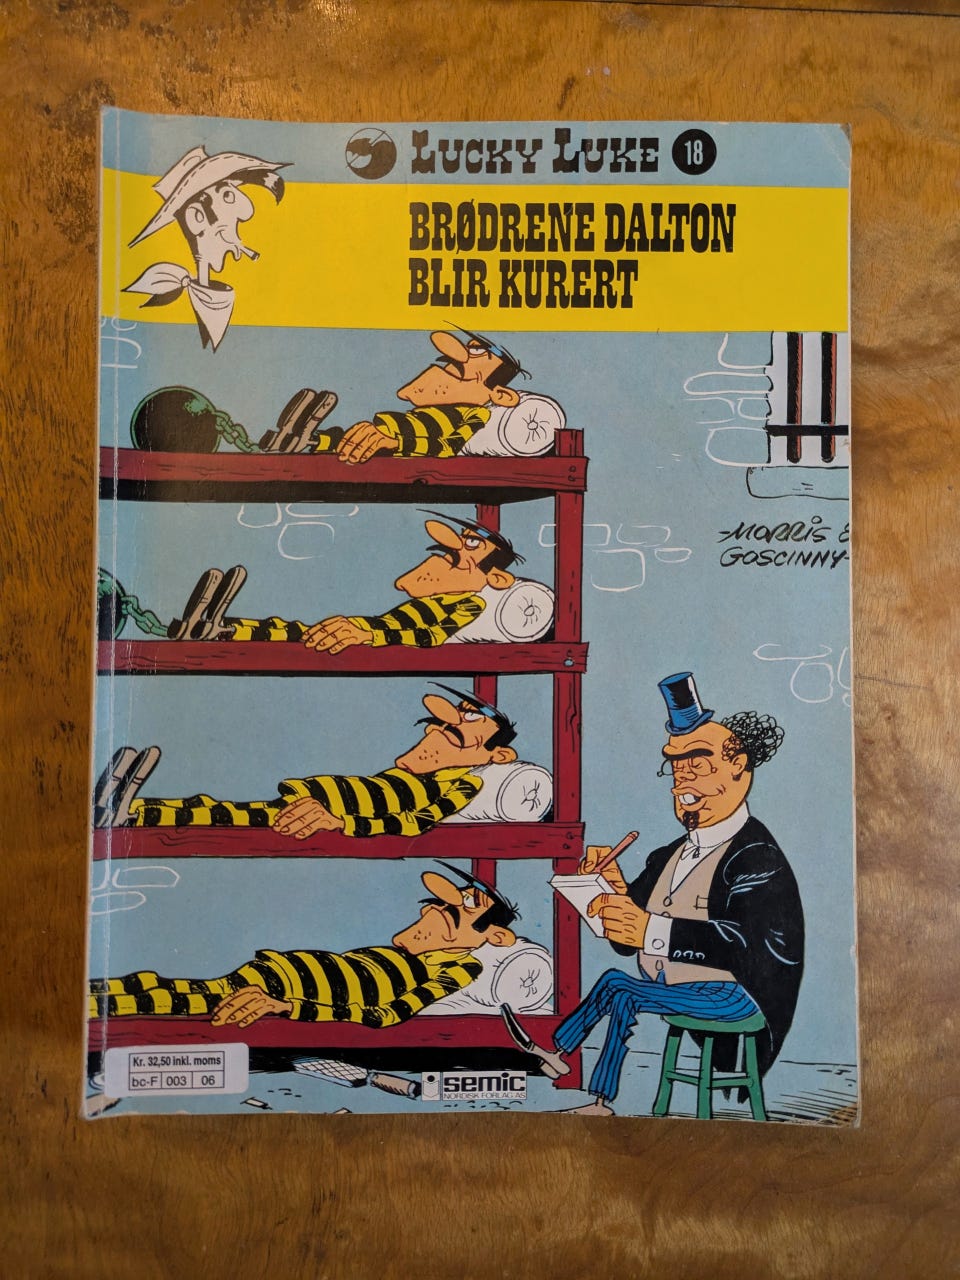 LUCKY LUKE 18
BRØDRENE DALTON
BLIR KURERT
-MORRIS &
GOSCINNY-
Kr. 32,50 inkl. moms
bc-F 003 06
semic
NORDISK FORLAG AS